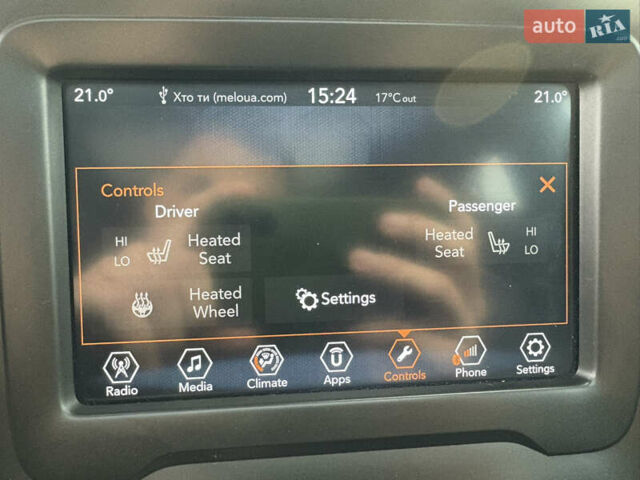 auto RIA.com
21.0° Хто ти (meloua.com) 15:24 17°C out 21.0°
Controls
Driver Passenger
HI Heated Heated HI
LO Seat Seat LO
Heated Settings
Wheel
Radio Media Climate Apps Controls Phone Settings